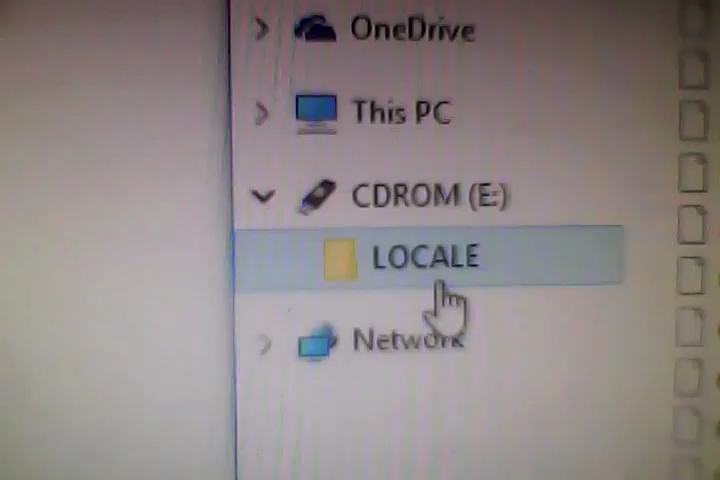 OneDrive
This PC
CDROM (E:)
LOCALE
Network